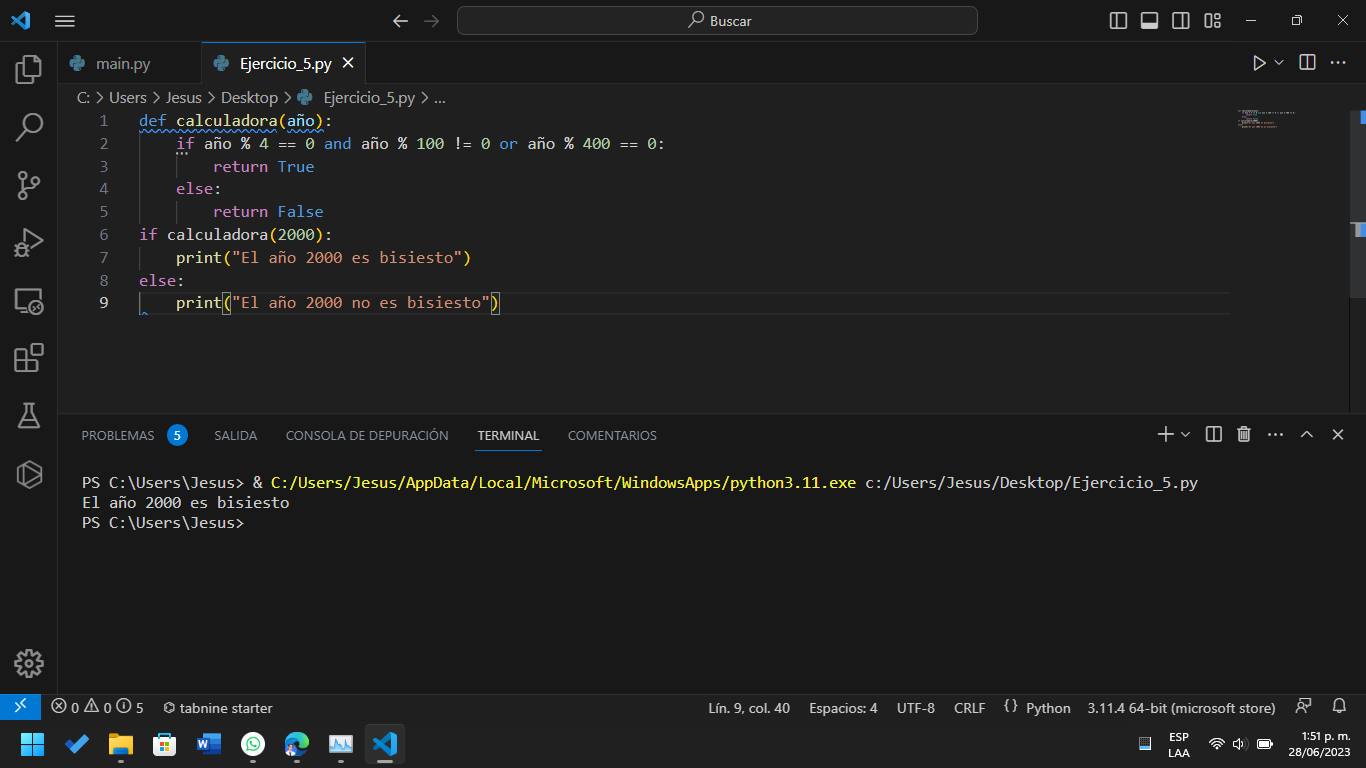 Buscar
main.py
Ejercicio_5.py
C: > Users > Jesus > Desktop > Ejercicio_5.py > ...
1 def calculadora(año):
2     if año % 4 == 0 and año % 100 != 0 or año % 400 == 0:
3         return True
4     else:
5         return False
6 if calculadora(2000):
7     print("El año 2000 es bisiesto")
8 else:
9     print("El año 2000 no es bisiesto")
PROBLEMAS 5 SALIDA CONSOLA DE DEPURACIÓN TERMINAL COMENTARIOS
PS C:\Users\Jesus> & C:/Users/Jesus/AppData/Local/Microsoft/WindowsApps/python3.11.exe c:/Users/Jesus/Desktop/Ejercicio_5.py
El año 2000 es bisiesto
PS C:\Users\Jesus>
0 0 5 tabnine starter Lín. 9, col. 40 Espacios: 4 UTF-8 CRLF { } Python 3.11.4 64-bit (microsoft store)
ESP
LAA
1:51 p. m.
28/06/2023